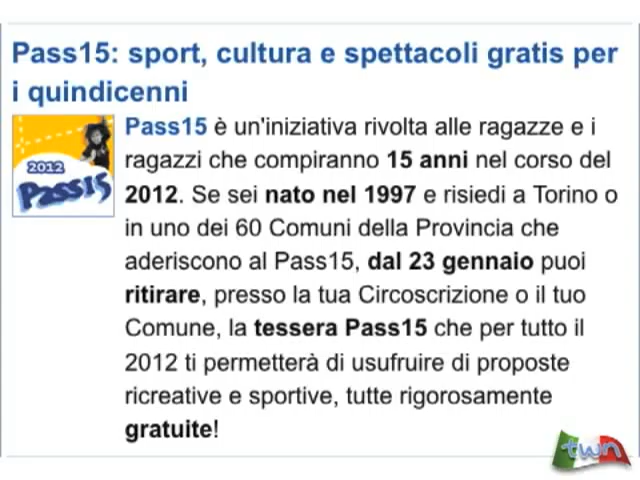 Pass15: sport, cultura e spettacoli gratis per
i quindicenni
2012
PASS15
Pass15 è un'iniziativa rivolta alle ragazze e i
ragazzi che compiranno 15 anni nel corso del
2012. Se sei nato nel 1997 e risiedi a Torino o
in uno dei 60 Comuni della Provincia che
aderiscono al Pass15, dal 23 gennaio puoi
ritirare, presso la tua Circoscrizione o il tuo
Comune, la tessera Pass15 che per tutto il
2012 ti permetterà di usufruire di proposte
ricreative e sportive, tutte rigorosamente
gratuite!
twn